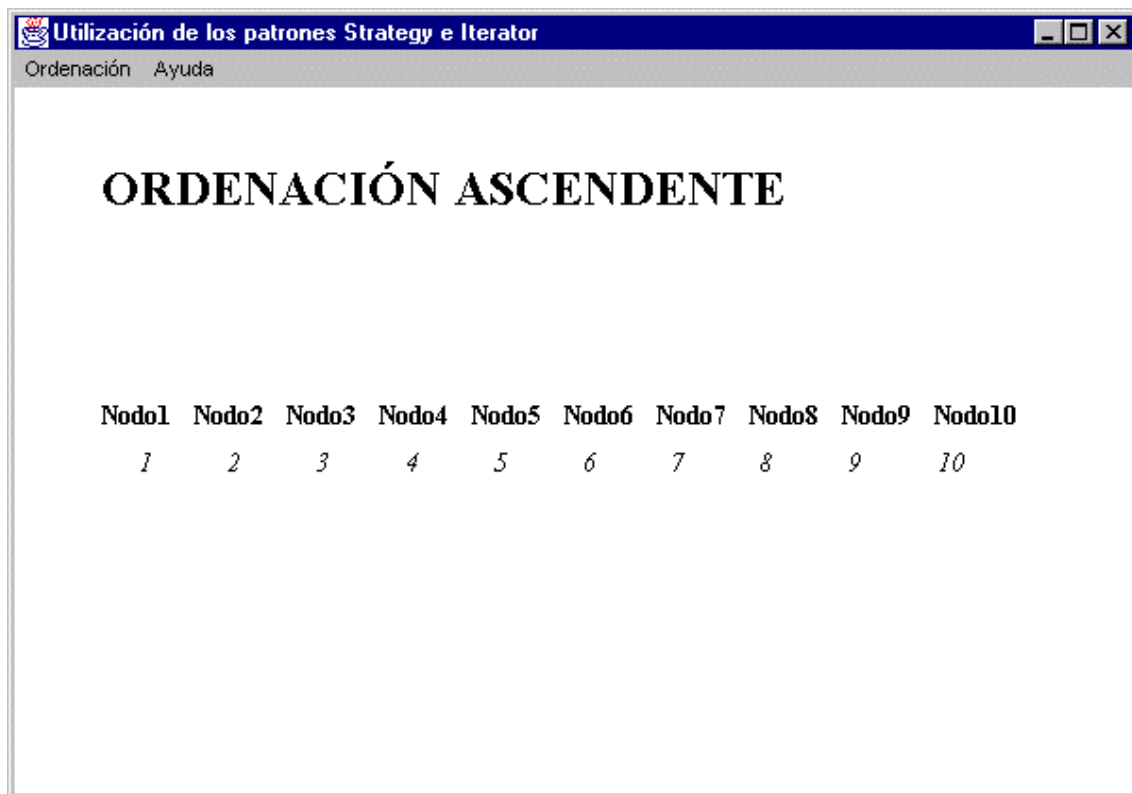 Utilización de los patrones Strategy e Iterator
Ordenación Ayuda
ORDENACIÓN ASCENDENTE
Nodo1 Nodo2 Nodo3 Nodo4 Nodo5 Nodo6 Nodo7 Nodo8 Nodo9 Nodo10
1 2 3 4 5 6 7 8 9 10